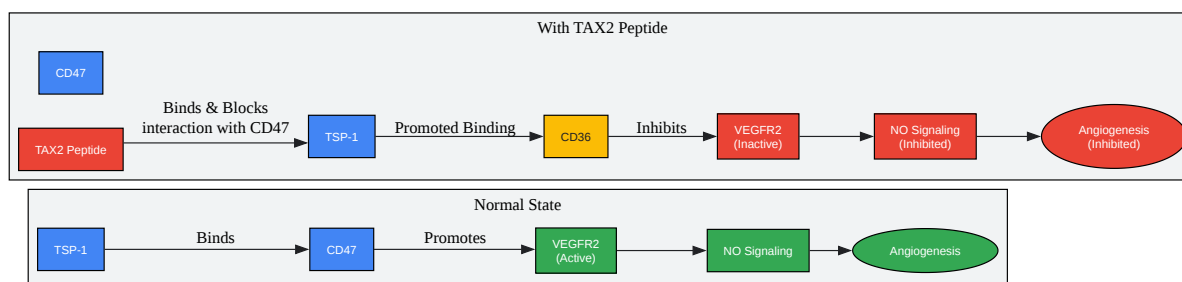 With TAX2 Peptide
CD47
TAX2 Peptide
Binds & Blocks
interaction with CD47
TSP-1
Promoted Binding
CD36
Inhibits
VEGFR2
(Inactive)
NO Signaling
(Inhibited)
Angiogenesis
(Inhibited)
Normal State
TSP-1
Binds
CD47
Promotes
VEGFR2
(Active)
NO Signaling
Angiogenesis